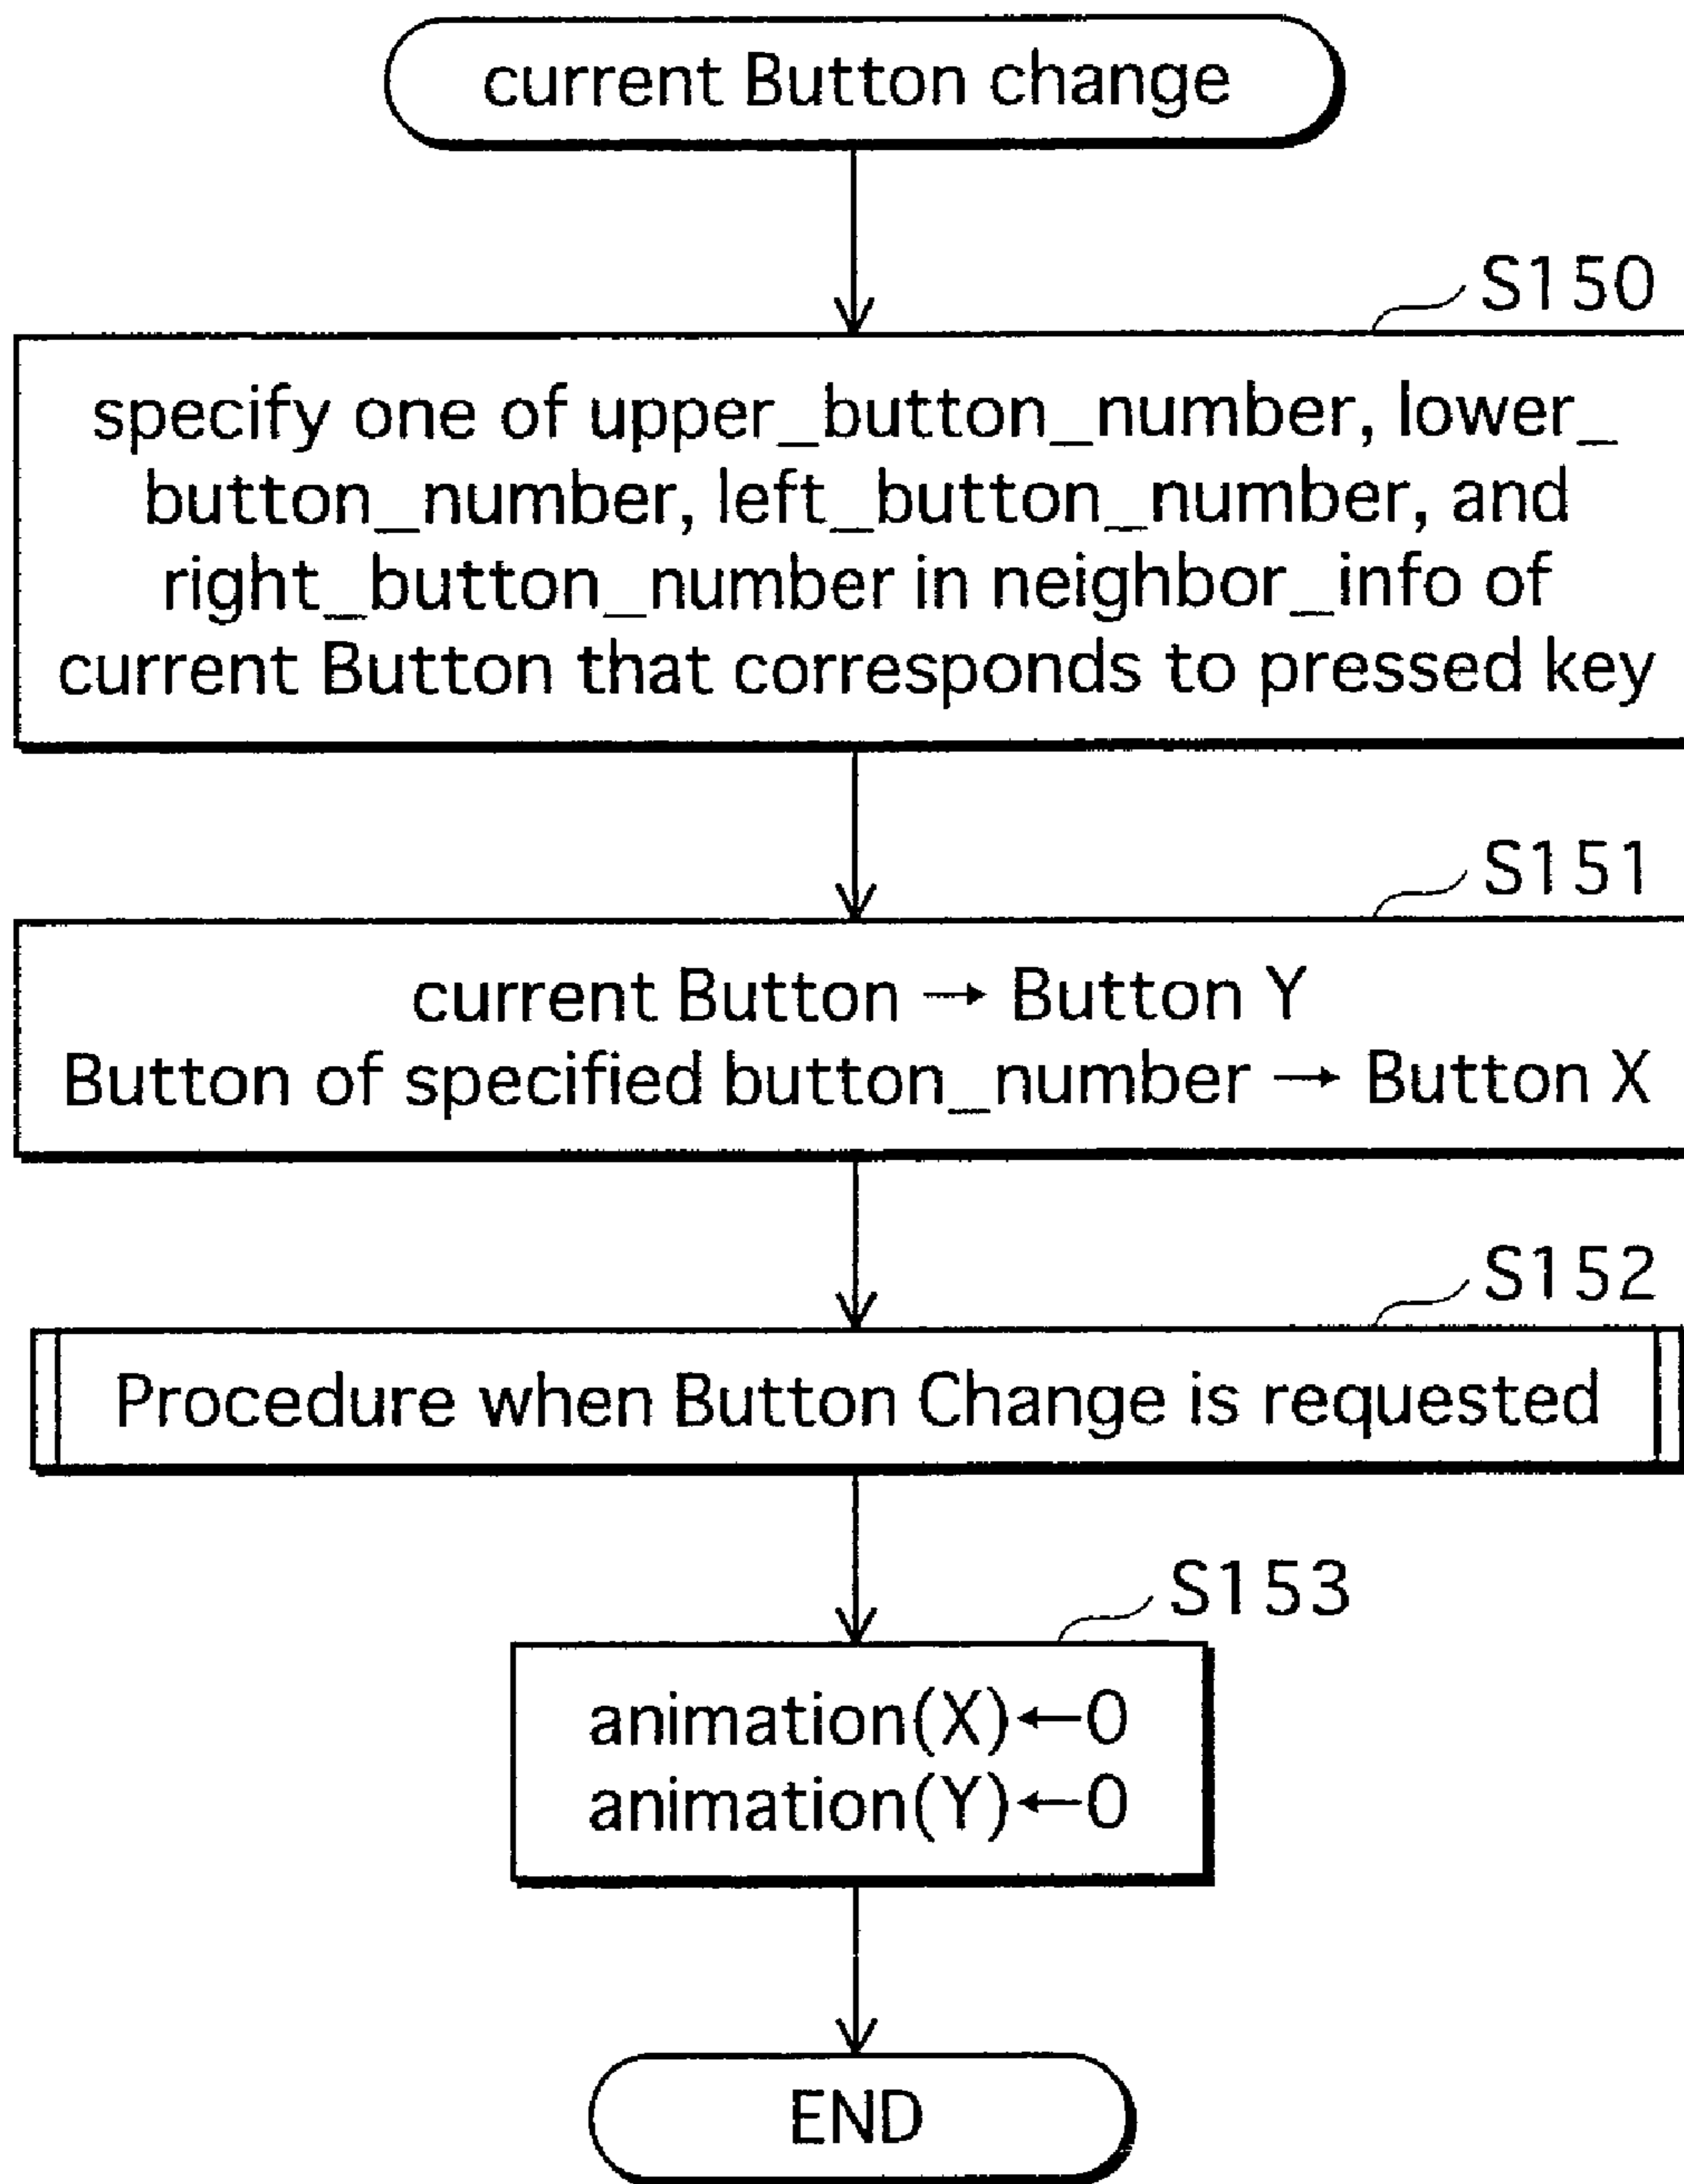 current Button change
S150
specify one of upper_button_number, lower_
button_number, left_button_number, and
right_button_number in neighbor_info of
current Button that corresponds to pressed key
S151
current Button → Button Y
Button of specified button_number → Button X
S152
Procedure when Button Change is requested
S153
animation(X)←0
animation(Y)←0
END